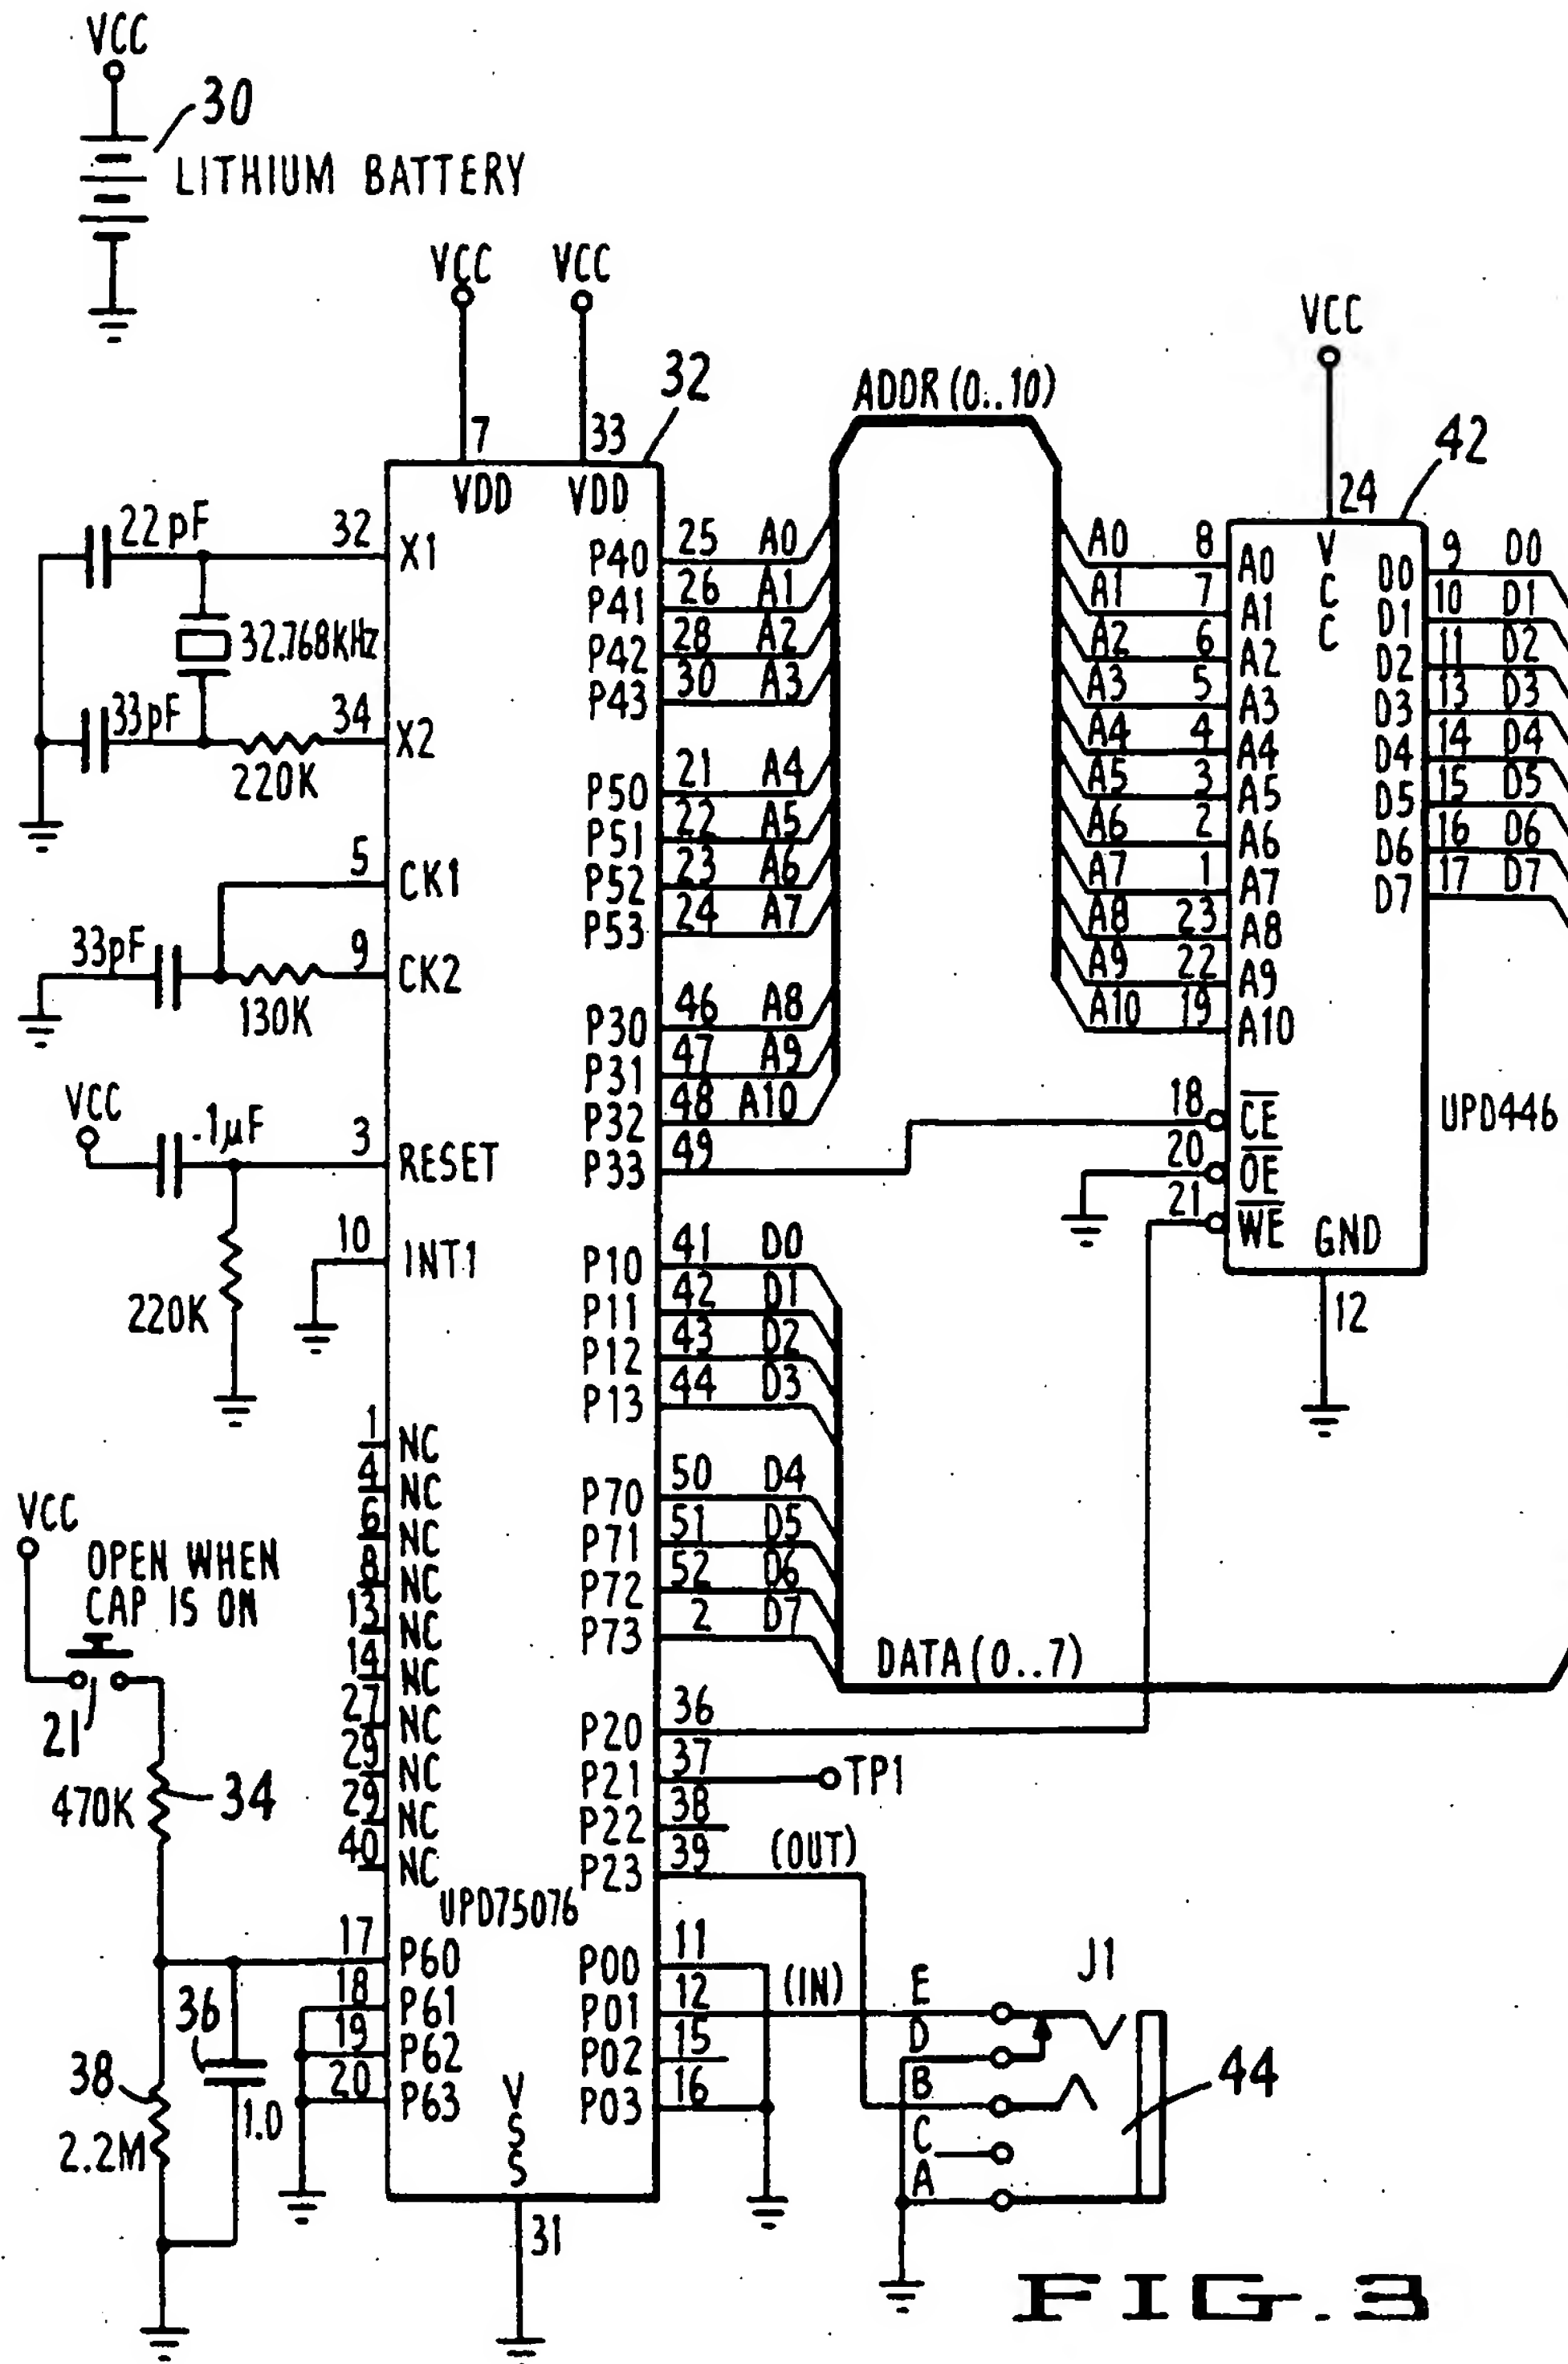 VCC
30
LITHIUM BATTERY
VCC VCC
7 33
32
VDD VDD
22pF
32 X1
32.768KHz
33pF
34 X2
220K
5 CK1
33pF
9 CK2
130K
VCC
.1µF
3 RESET
220K
10 INT1
1 NC
4 NC
6 NC
8 NC
13 NC
14 NC
27 NC
29 NC
29 NC
40 NC
VCC
OPEN WHEN
CAP IS ON
21
470K
34
UPD75076
17 P60
18 P61
19 P62
20 P63
36
38
1.0
2.2M
VSS
31
P40 25 A0
P41 26 A1
P42 28 A2
P43 30 A3
P50 21 A4
P51 22 A5
P52 23 A6
P53 24 A7
P30 46 A8
P31 47 A9
P32 48 A10
P33 49
P10 41 D0
P11 42 D1
P12 43 D2
P13 44 D3
P70 50 D4
P71 51 D5
P72 52 D6
P73 2 D7
P20 36
P21 37 TP1
P22 38
P23 39 (OUT)
P00 11
P01 12 (IN)
P02 15
P03 16
ADDR (0..10)
DATA (0..7)
VCC
24
42
VCC
A0 8 A0
A1 7 A1
A2 6 A2
A3 5 A3
A4 4 A4
A5 3 A5
A6 2 A6
A7 1 A7
A8 23 A8
A9 22 A9
A10 19 A10
18 CE
20 OE
21 WE
D0 9 D0
D1 10 D1
D2 11 D2
D3 13 D3
D4 14 D4
D5 15 D5
D6 16 D6
D7 17 D7
UPD446
GND
12
J1
E
D
B
C
A
44
FIG.3